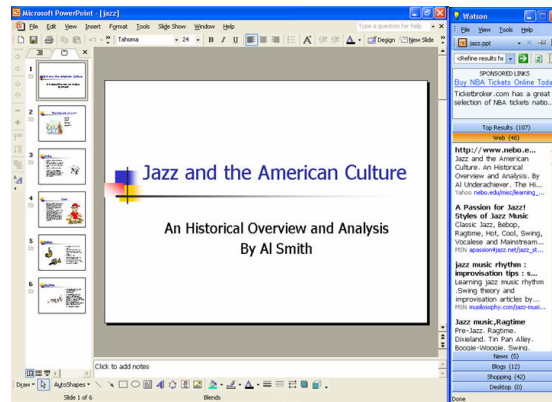 Microsoft PowerPoint - [jazz]
File Edit View Insert Format Tools Slide Show Window Help
Type a question for help
Tahoma
24
B I U
Design
New Slide
1
2
3
4
5
6
Jazz and the American Culture
An Historical Overview and Analysis
By Al Smith
Click to add notes
Draw
AutoShapes
Slide 1 of 6
Blends
Watson
File View Tools Help
jazz.ppt
<Refine results he
SPONSORED LINKS
Buy NBA Tickets Online Toda
Ticketbroker.com has a great
selection of NBA tickets natio...
Top Results (107)
Web (48)
http://www.nebo.e...
Jazz and the American
Culture. An Historical
Overview and Analysis. By
Al Underachiever. The Hi...
Yahoo nebo.edu/misc/learning_...
A Passion for Jazz!
Styles of Jazz Music
Classic Jazz, Bebop,
Ragtime, Hot, Cool, Swing,
Vocalese and Mainstream...
MSN apassion4jazz.net/jazz_st...
jazz music rhythm :
improvisation tips : s...
Learning jazz music rhythm
.Swing theory and
improvisation articles by...
MSN musilosophy.com/jazz-musi...
Jazz music,Ragtime
Pre-Jazz. Ragtime.
Dixieland. Tin Pan Alley.
Boogie-Woogie. Swing.
News (5)
Blogs (12)
Shopping (42)
Desktop (0)
Done